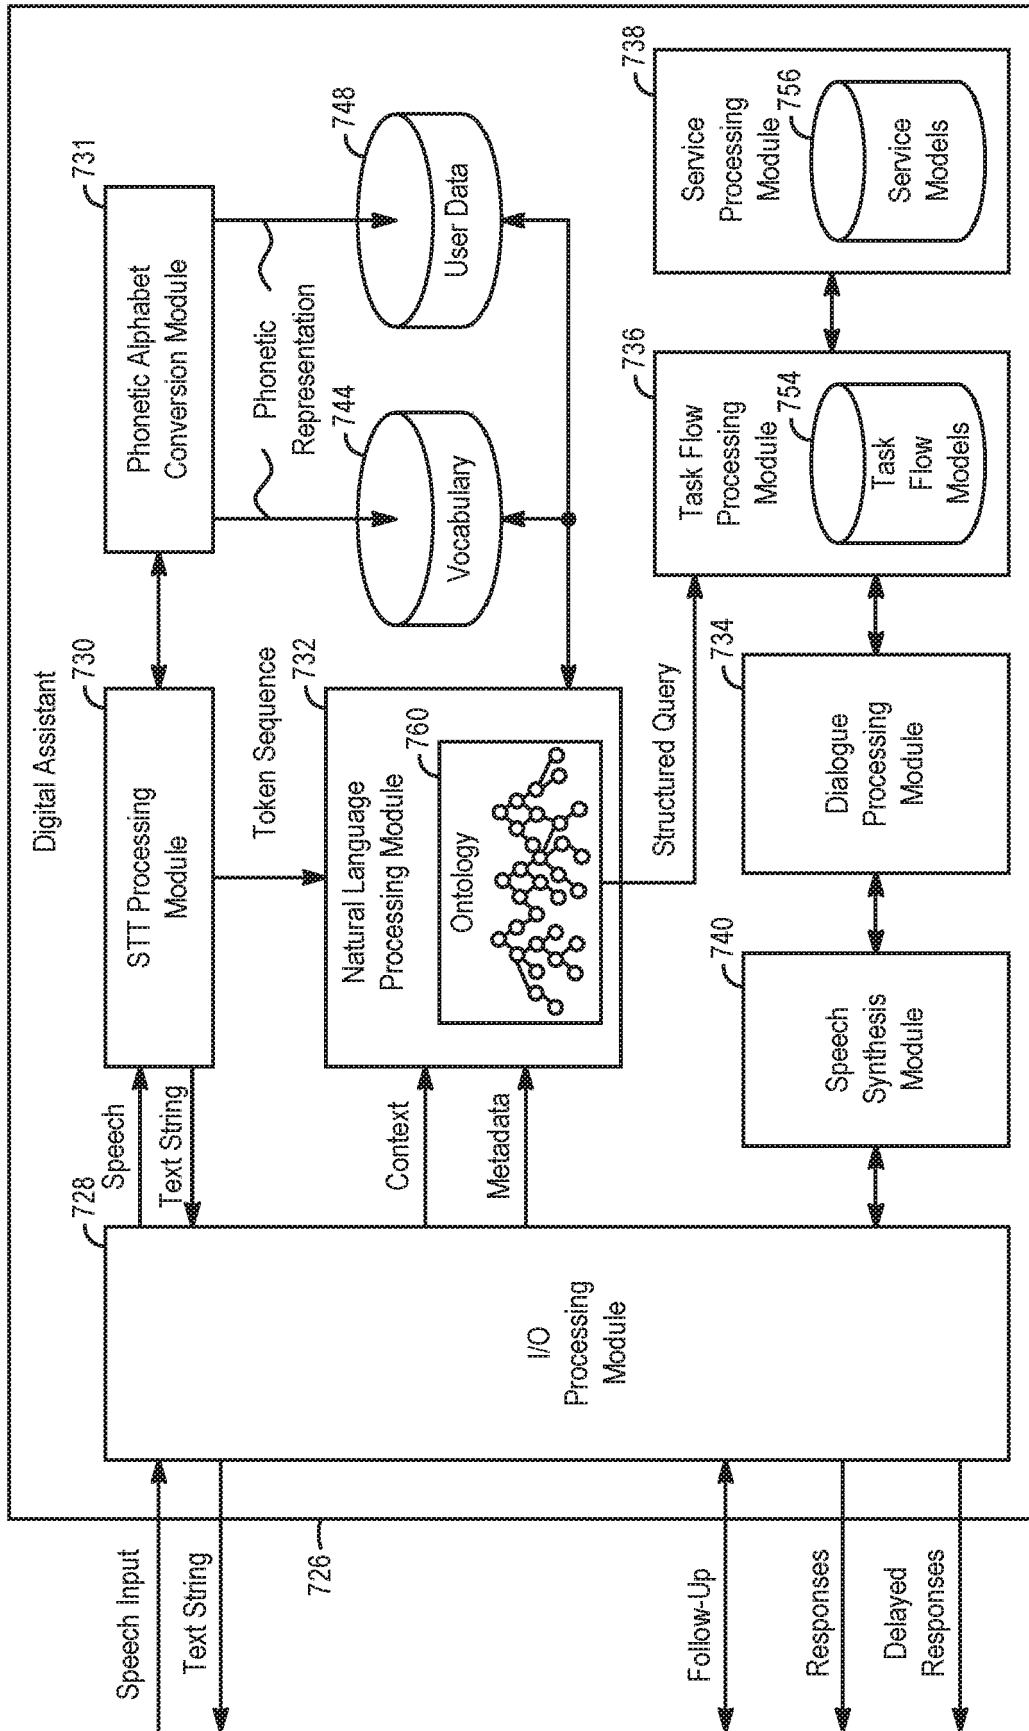 Digital Assistant
726
Speech Input
Text String
Follow-Up
Responses
Delayed
Responses
728
I/O
Processing
Module
Speech
Text String
Context
Metadada
730
STT Processing
Module
Token Sequence
731
Phonetic Alphabet
Conversion Module
Phonetic
Representation
732
Natural Language
Processing Module
760
Ontology
744
Vocabulary
748
User Data
Structured Query
740
Speech
Synthesis
Module
734
Dialogue
Processing
Module
736
Task Flow
Processing
Module
754
Task
Flow
Models
738
Service
Processing
Module
756
Service
Models